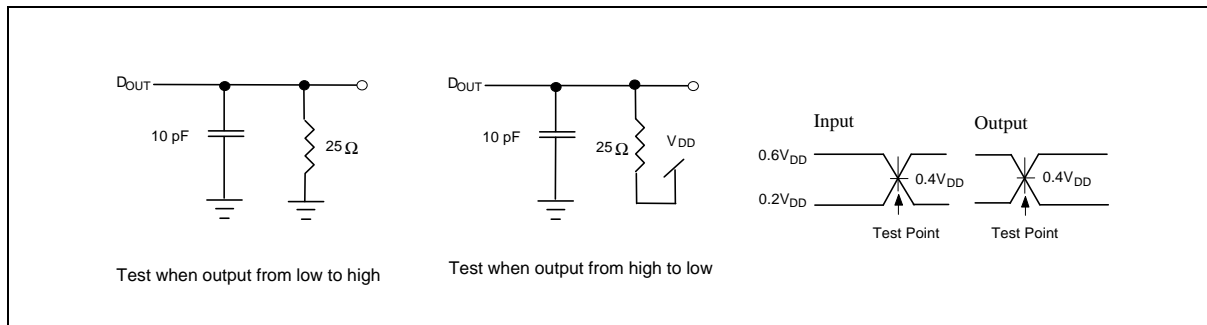 DOUT
10 pF
25Ω
Test when output from low to high
DOUT
10 pF
25Ω
VDD
Test when output from high to low
Input
Output
0.6VDD
0.4VDD
0.4VDD
0.2VDD
Test Point
Test Point